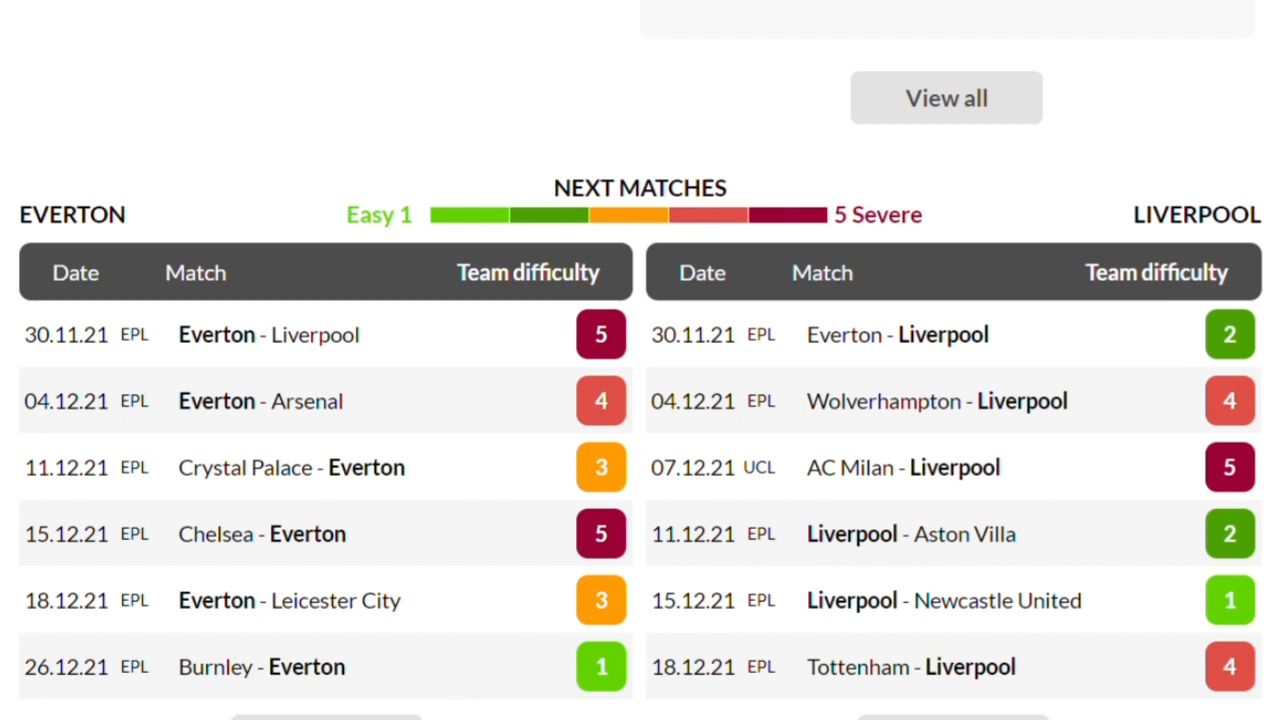 View all
NEXT MATCHES
EVERTON Easy 1 5 Severe LIVERPOOL
Date Match Team difficulty Date Match Team difficulty
30.11.21 EPL Everton - Liverpool 5 30.11.21 EPL Everton - Liverpool 2
04.12.21 EPL Everton - Arsenal 4 04.12.21 EPL Wolverhampton - Liverpool 4
11.12.21 EPL Crystal Palace - Everton 3 07.12.21 UCL AC Milan - Liverpool 5
15.12.21 EPL Chelsea - Everton 5 11.12.21 EPL Liverpool - Aston Villa 2
18.12.21 EPL Everton - Leicester City 3 15.12.21 EPL Liverpool - Newcastle United 1
26.12.21 EPL Burnley - Everton 1 18.12.21 EPL Tottenham - Liverpool 4